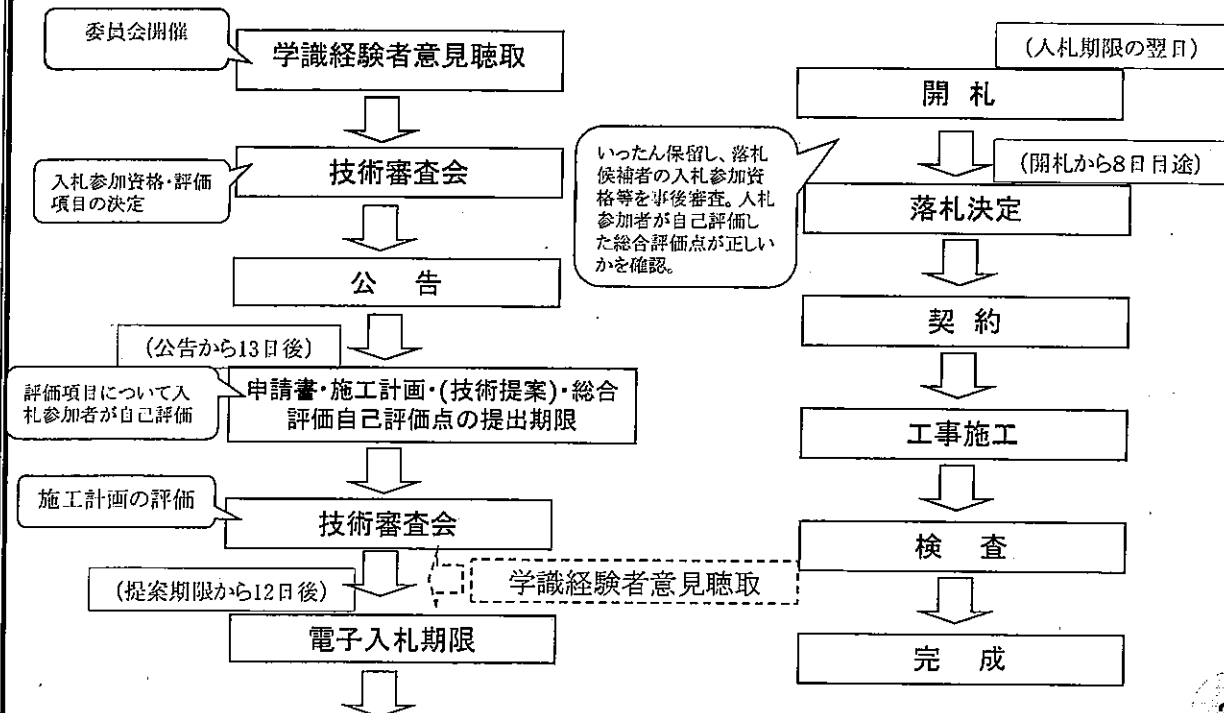 委員会開催
学識経験者意見聴取
入札参加資格・評価
項目の決定
技術審査会
公　告
(公告から13日後)
評価項目について入
札参加者が自己評価
申請書・施工計画・(技術提案)・総合
評価自己評価点の提出期限
施工計画の評価
技術審査会
学識経験者意見聴取
(提案期限から12日後)
電子入札期限
(入札期限の翌日)
開 札
いったん保留し、落札
候補者の入札参加資
格等を事後審査。入札
参加者が自己評価し
た総合評価点が正しい
かを確認。
(開札から8日目途)
落札決定
契 約
工事施工
検　査
完　成